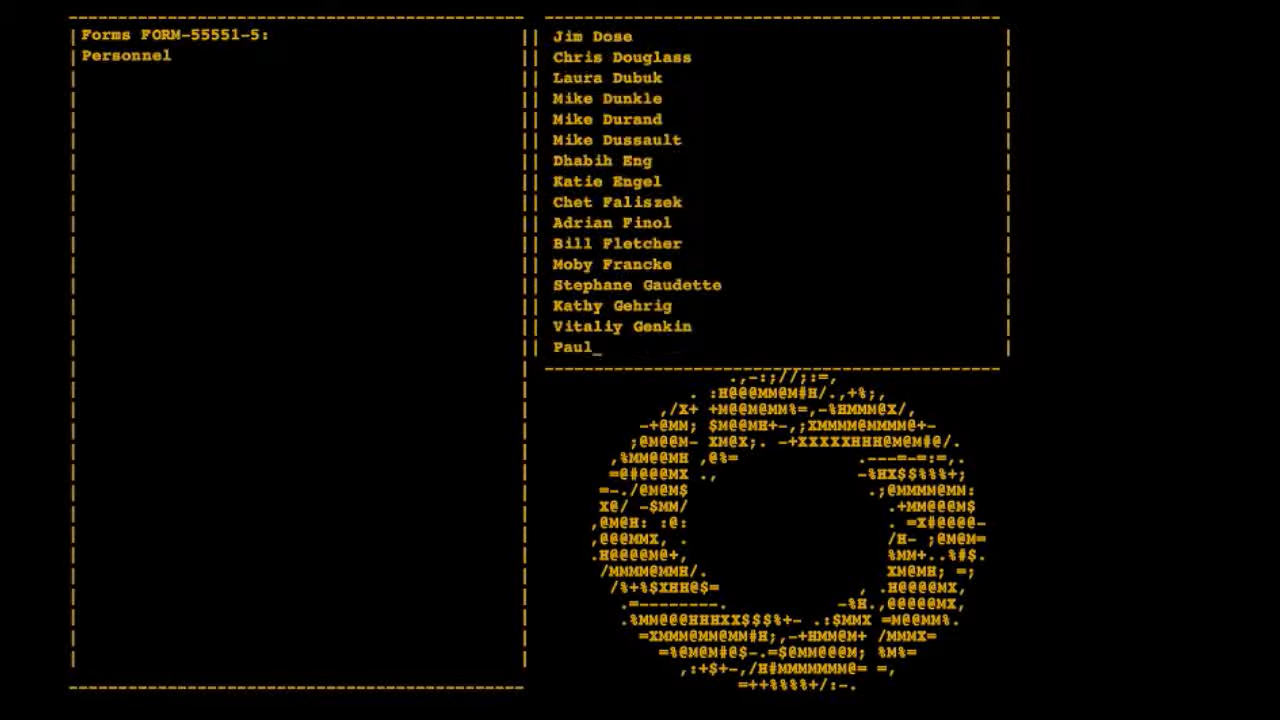 Forms FORM-55551-5:
Personnel
Jim Dose
Chris Douglass
Laura Dubuk
Mike Dunkle
Mike Durand
Mike Dussault
Dhabih Eng
Katie Engel
Chet Faliszek
Adrian Finol
Bill Fletcher
Moby Francke
Stephane Gaudette
Kathy Gehrig
Vitaliy Genkin
Paul_